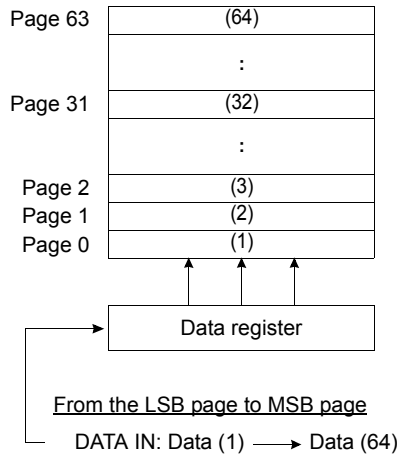 Page 63 (64)
:
Page 31 (32)
:
Page 2 (3)
Page 1 (2)
Page 0 (1)
Data register
From the LSB page to MSB page
DATA IN: Data (1) Data (64)